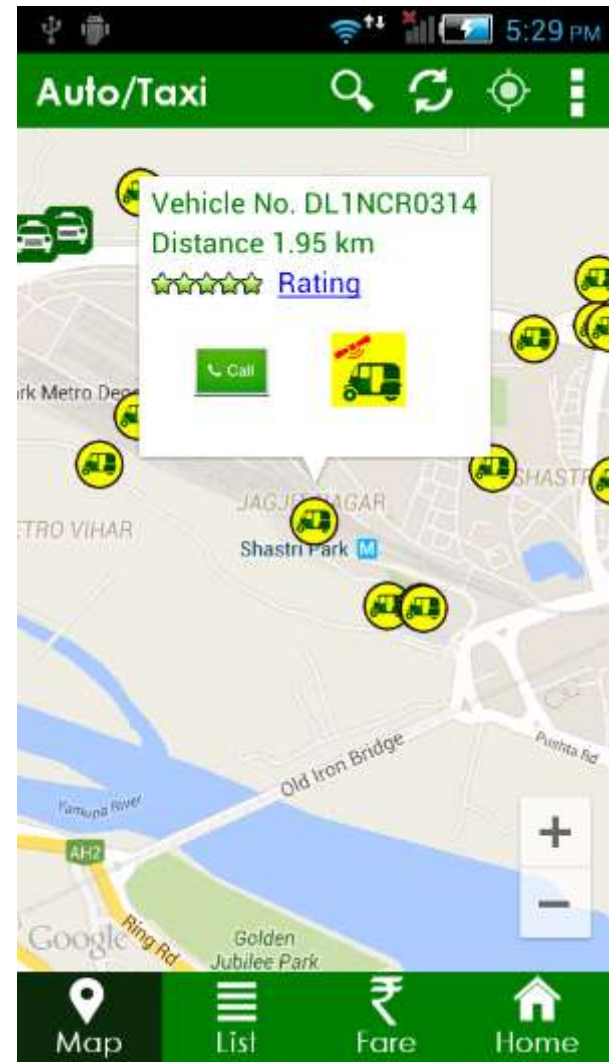 5:29 PM
Auto/Taxi
Vehicle No. DL1NCR0314
Distance 1.95 km
Rating
Call
rk Metro Dep
SHASTR
JAGJE NAGAR
TRO VIHAR
Shastri Park M
Old Iron Bridge
Pushta Rd
Yamuna River
+
AH2
−
Google
Ring Rd
Golden
Jubilee Park
Map
List
₹
Fare
Home